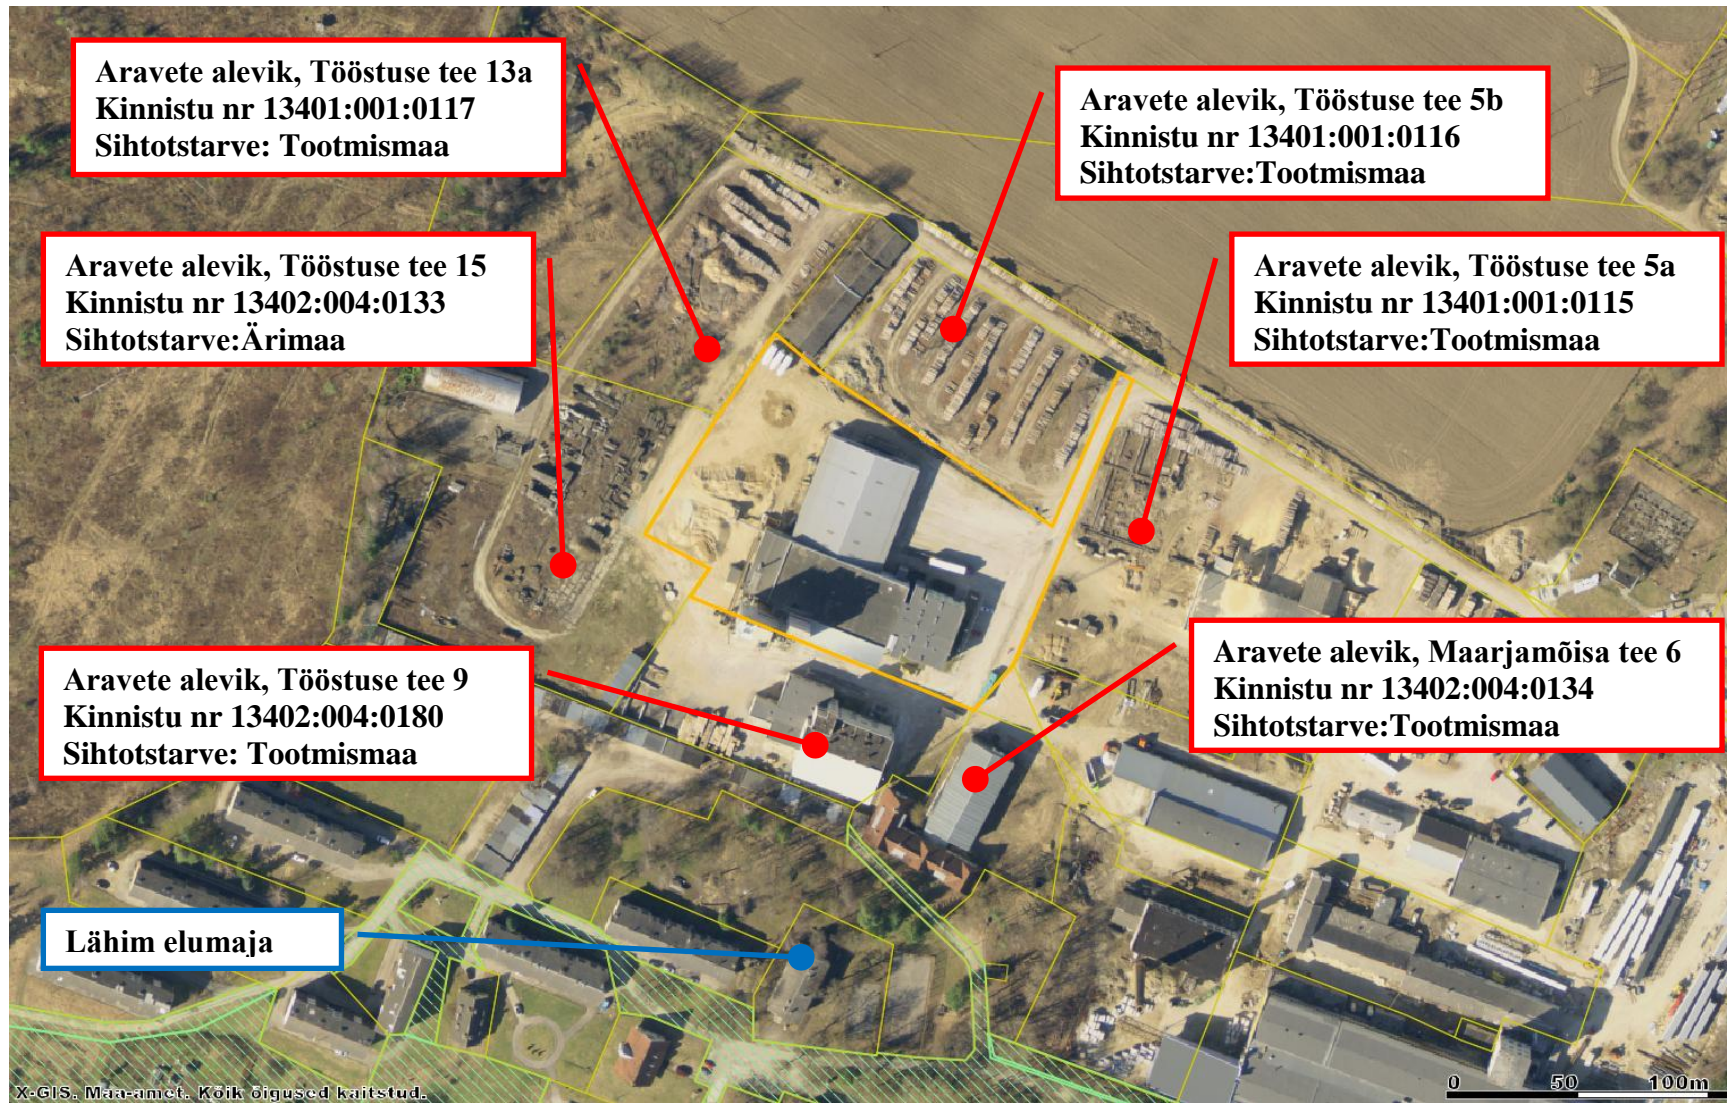 Aravete alevik, Tööstuse tee 13a
Kinnistu nr 13401:001:0117
Sihtotstarve: Tootmismaa
Aravete alevik, Tööstuse tee 5b
Kinnistu nr 13401:001:0116
Sihtotstarve:Tootmismaa
Aravete alevik, Tööstuse tee 15
Kinnistu nr 13402:004:0133
Sihtotstarve:Ärimaa
Aravete alevik, Tööstuse tee 5a
Kinnistu nr 13401:001:0115
Sihtotstarve:Tootmismaa
Aravete alevik, Tööstuse tee 9
Kinnistu nr 13402:004:0180
Sihtotstarve: Tootmismaa
Aravete alevik, Maarjamõisa tee 6
Kinnistu nr 13402:004:0134
Sihtotstarve:Tootmismaa
Lähim elumaja
X-GIS. Maa-amet. Kõik õigused kaitstud.
0 50 100m